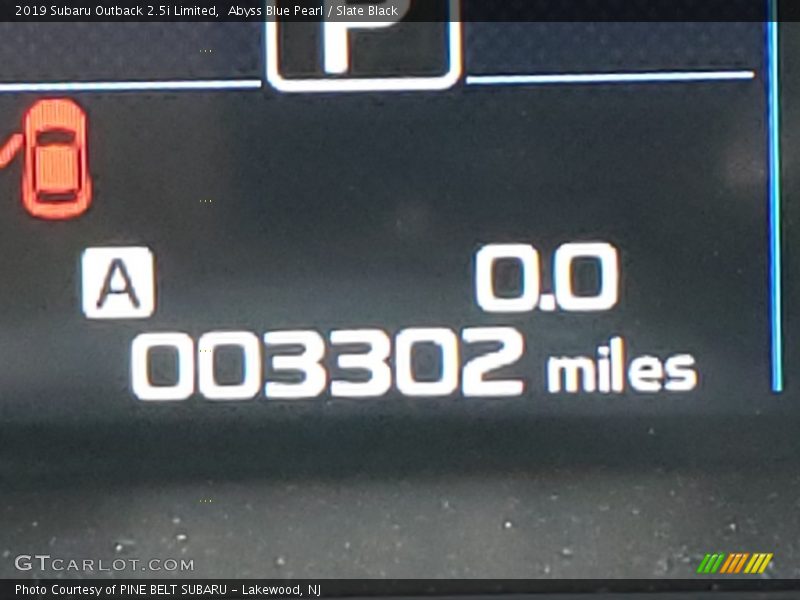 2019 Subaru Outback 2.5i Limited,  Abyss Blue Pearl / Slate Black
P
A
0.0
003302 miles
GTCARLOT.COM
Photo Courtesy of PINE BELT SUBARU - Lakewood, NJ